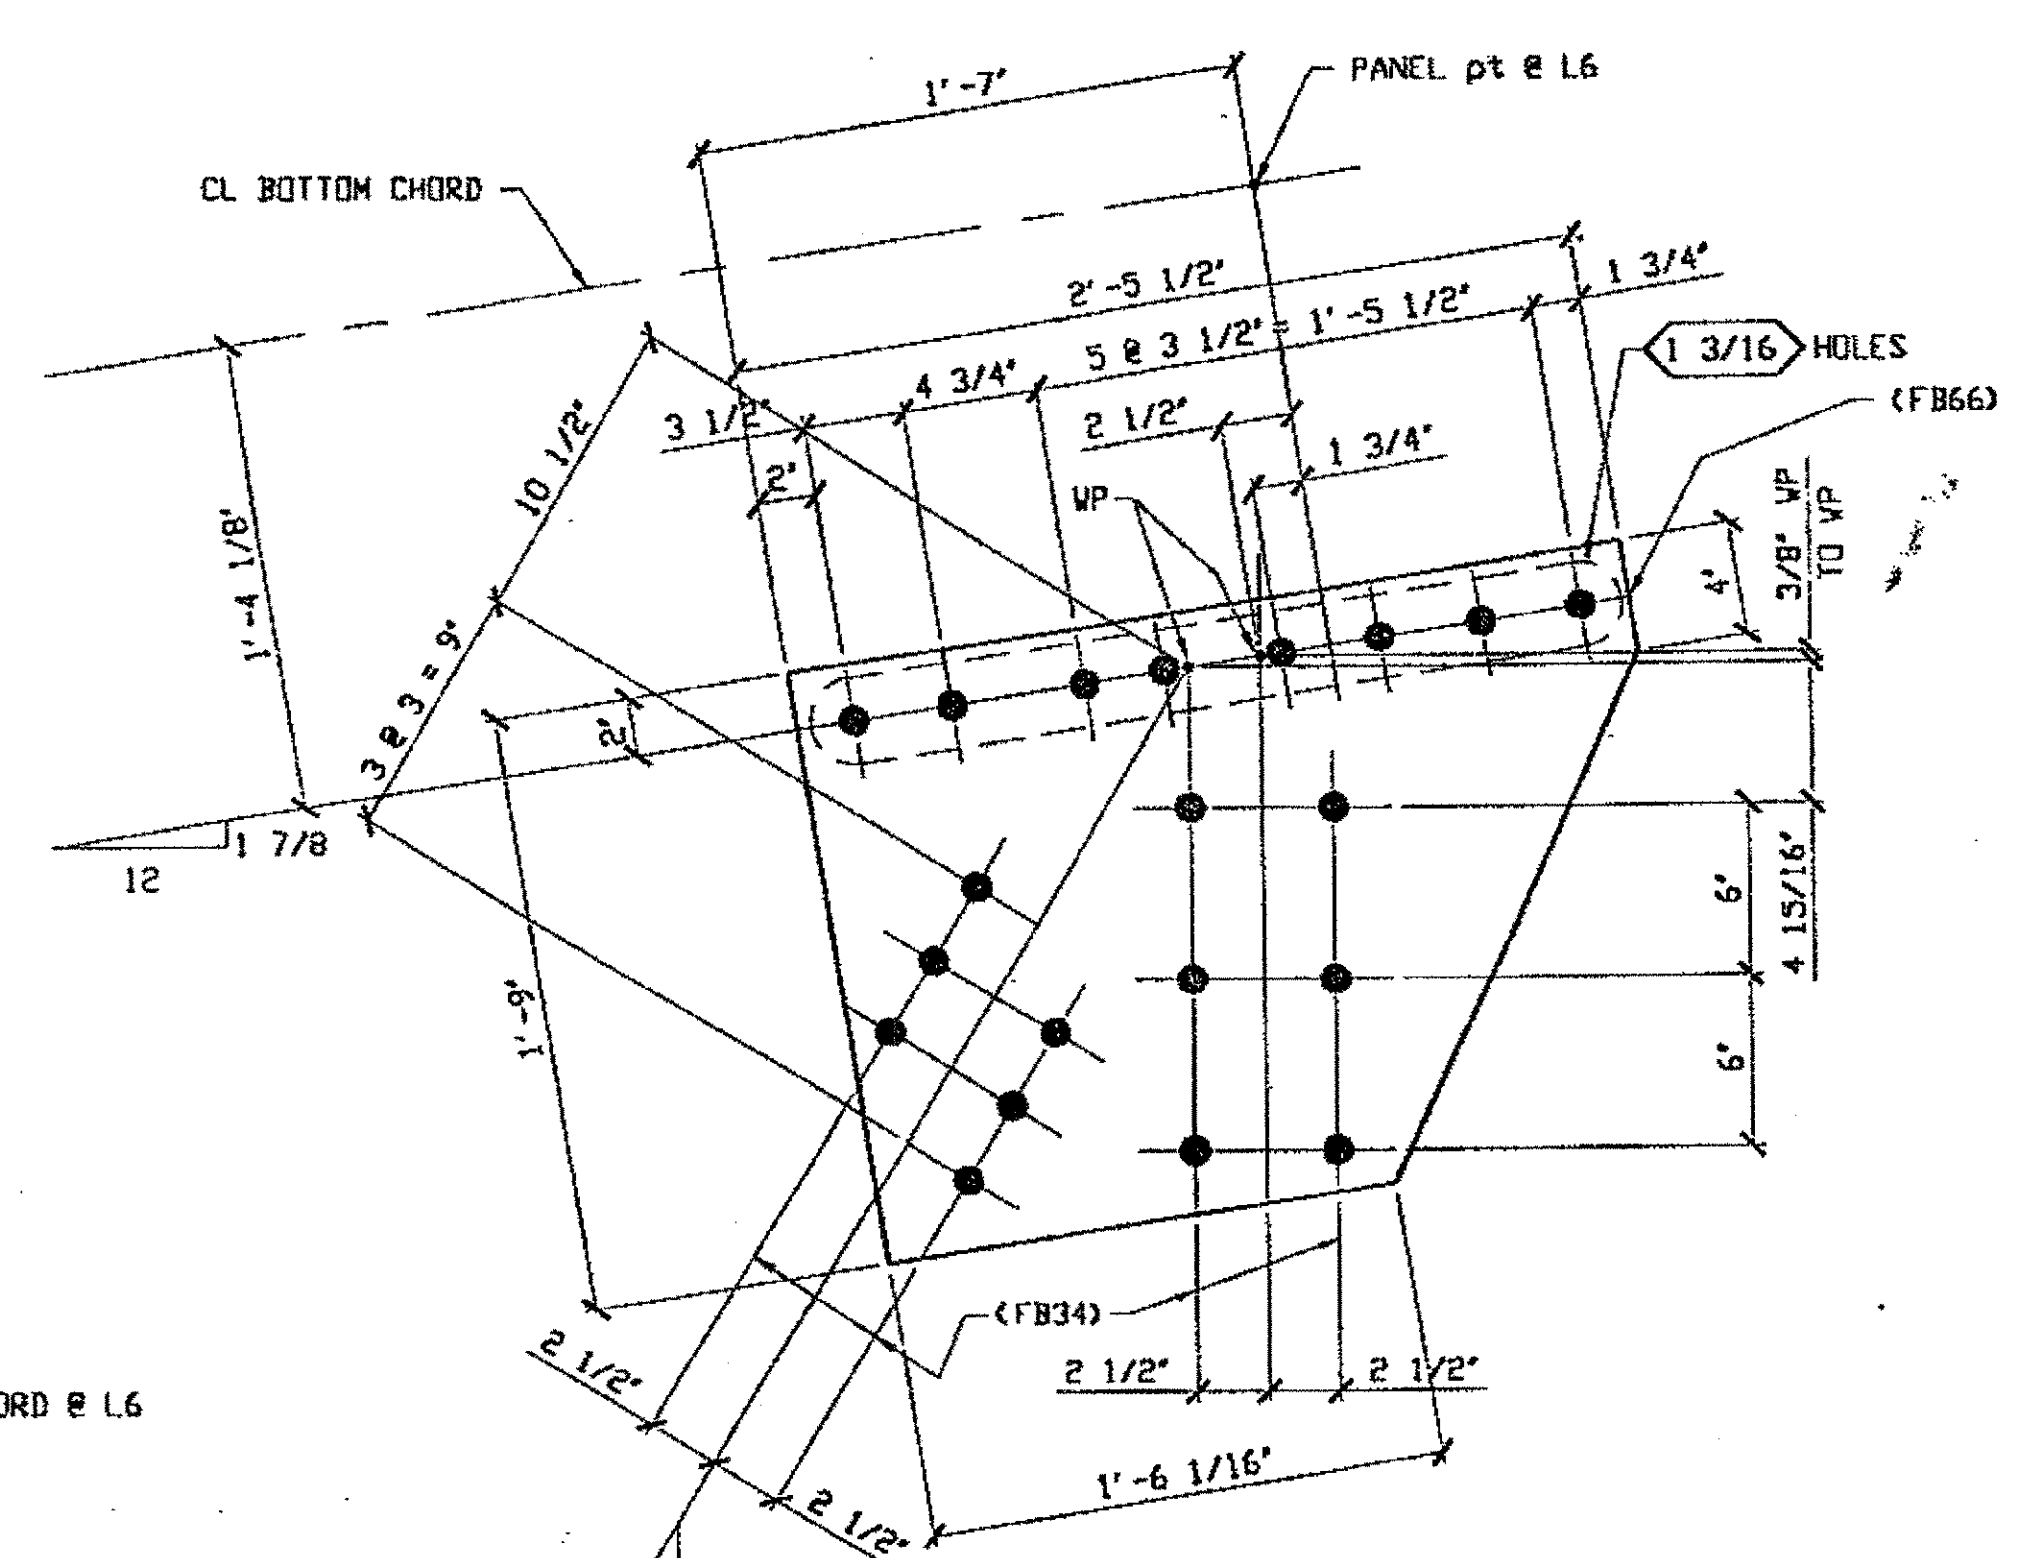 PANEL pt @ L6
1'-7"
CL BOTTOM CHORD
2'-5 1/2"
1 3/4"
5 @ 3 1/2" = 1'-5 1/2"
4 3/4"
1 3/16 HOLES
(FB66)
3 1/2"
2 1/2"
1 3/4"
2"
WP
10 1/2"
1'-4 1/8"
3/8" WP
TO WP
4"
3 @ 3 = 9"
2"
1 7/8
12
6"
4 15/16"
1'-9"
6"
(FB34)
2 1/2"
2 1/2"
2 1/2"
ORD @ L6
1'-6 1/16"
2 1/2"